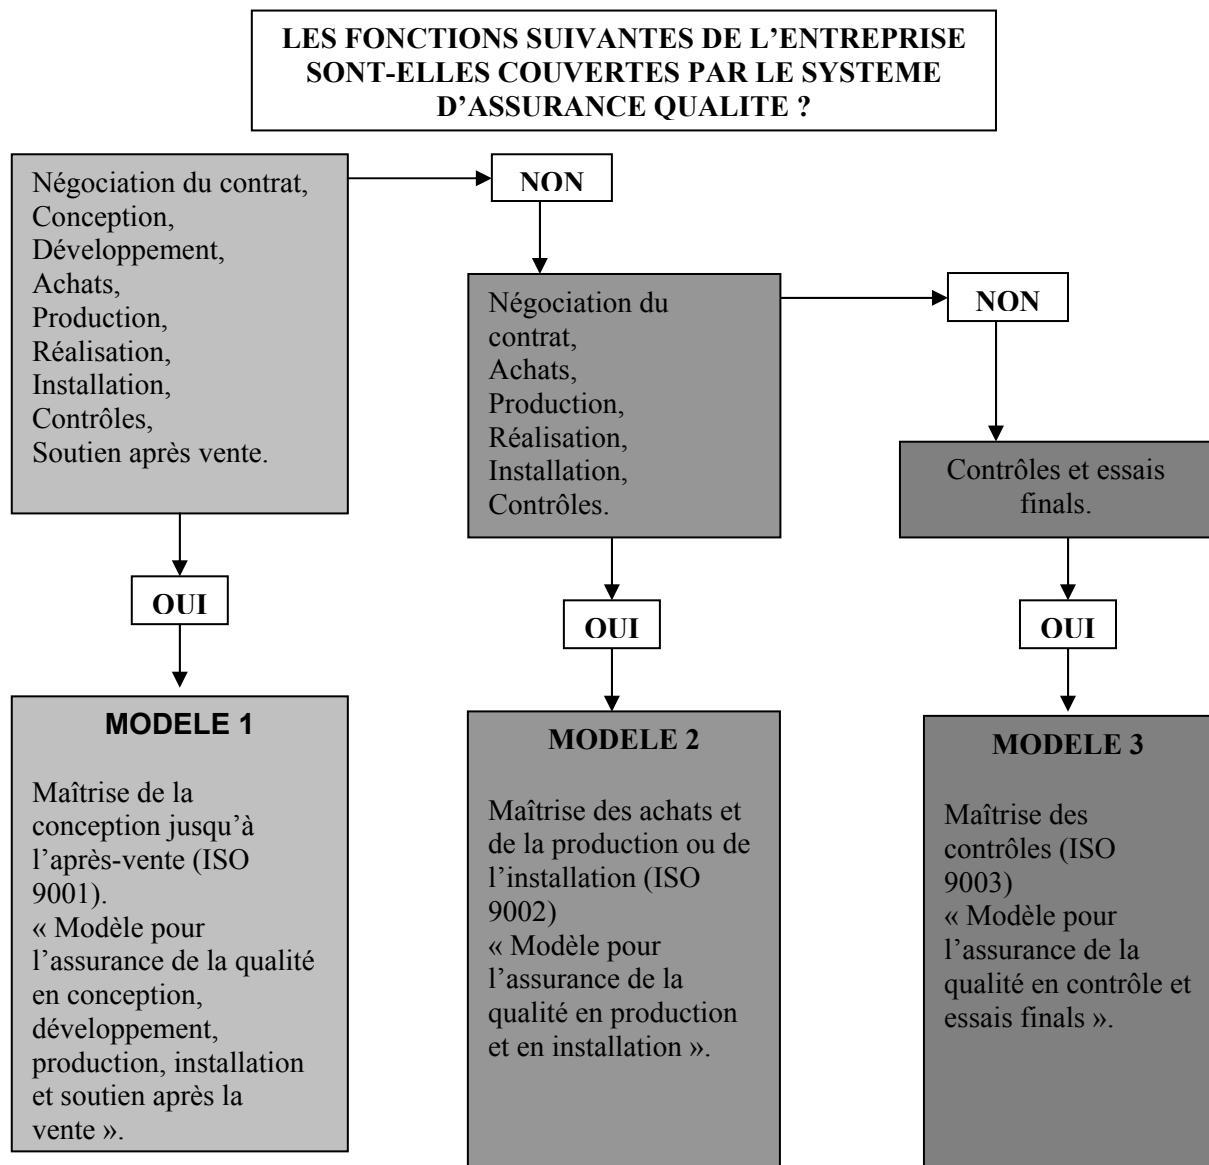 LES FONCTIONS SUIVANTES DE L’ENTREPRISE
SONT-ELLES COUVERTES PAR LE SYSTEME
D’ASSURANCE QUALITE ?
Négociation du contrat,
Conception,
Développement,
Achats,
Production,
Réalisation,
Installation,
Contrôles,
Soutien après vente.
NON
Négociation du
contrat,
Achats,
Production,
Réalisation,
Installation,
Contrôles.
NON
Contrôles et essais
finals.
OUI
OUI
OUI
MODELE 1
Maîtrise de la
conception jusqu’à
l’après-vente (ISO
9001).
« Modèle pour
l’assurance de la qualité
en conception,
développement,
production, installation
et soutien après la
vente ».
MODELE 2
Maîtrise des achats et
de la production ou de
l’installation (ISO
9002)
« Modèle pour
l’assurance de la
qualité en production
et en installation ».
MODELE 3
Maîtrise des
contrôles (ISO
9003)
« Modèle pour
l’assurance de la
qualité en contrôle et
essais finals ».